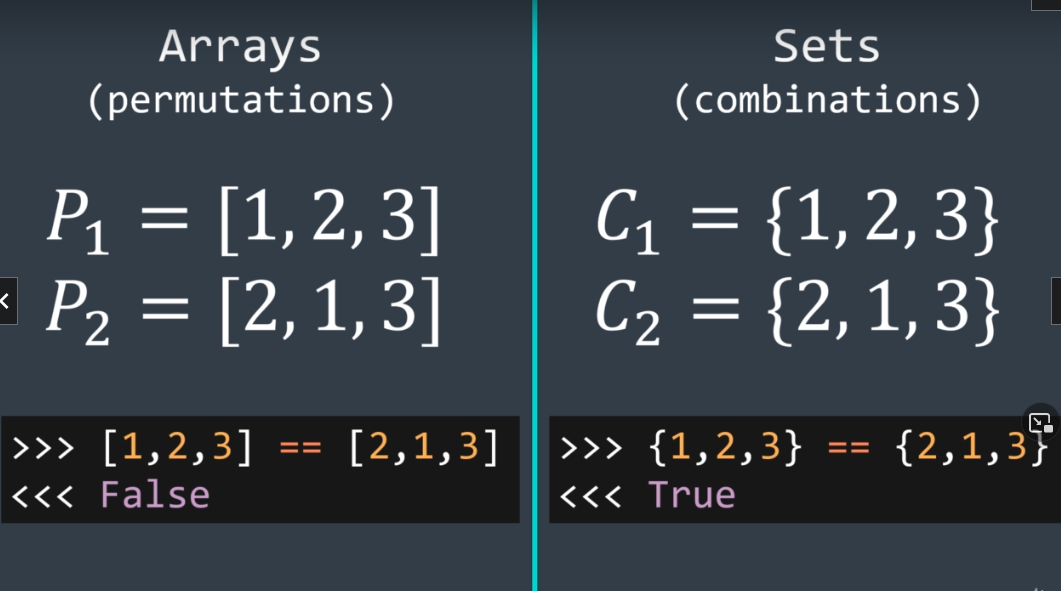 Arrays
(permutations)
P₁ = [1, 2, 3]
P₂ = [2, 1, 3]
>>> [1,2,3] == [2,1,3]
<<< False
Sets
(combinations)
C₁ = {1, 2, 3}
C₂ = {2, 1, 3}
>>> {1,2,3} == {2,1,3}
<<< True